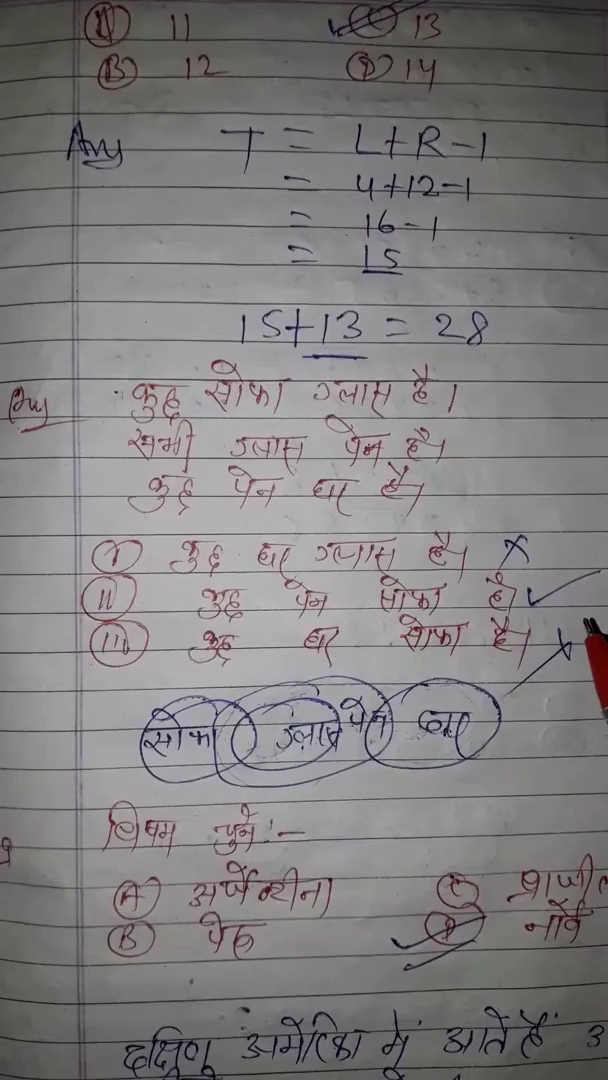 (A) 11 (C) 13
(B) 12 (D) 14
Ans T = L+R-1
= 4+12-1
= 16-1
= 15
15+13 = 28
कुछ सोफा ग्लास है।
सभी ग्लास पेन है।
कुछ पेन घर है।
(I) कुछ घर ग्लास है। ×
(II) कुछ पेन सोफा है। ✓
(III) कुछ घर सोफा है। ×
सोफा ग्लास पेन घर
विषम चुने:-
(A) अर्जेन्टीना (C) ब्राजील
(B) पेरू (D) नार्वे
दक्षिण अमेरिका में आते हैं